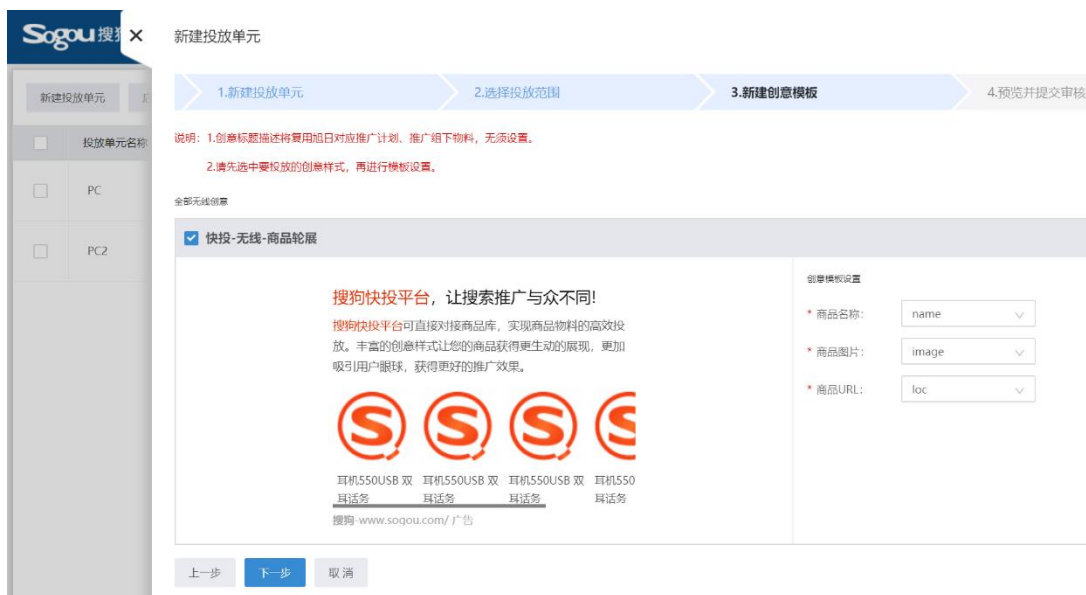 Sogou 搜
新建投放单元
新建投放单元
1.新建投放单元
2.选择投放范围
3.新建创意模板
4.预览并提交审核
投放单元名称
说明：1.创意标题描述将复用旭日对应推广计划、推广组下物料，无须设置。
2.请先选中要投放的创意样式，再进行模板设置。
PC
全部无线创意
快投-无线-商品轮展
PC2
创意模板设置
搜狗快投平台，让搜索推广与众不同!
* 商品名称: name
搜狗快投平台可直接对接商品库，实现商品物料的高效投
放。丰富的创意样式让您的商品获得更生动的展现，更加
* 商品图片: image
吸引用户眼球，获得更好的推广效果。
* 商品URL: loc
耳机550USB 双 耳机550USB 双 耳机550USB 双 耳机550
耳话务 耳话务 耳话务 耳话务
搜狗-www.sogou.com/ 广告
上一步 下一步 取消